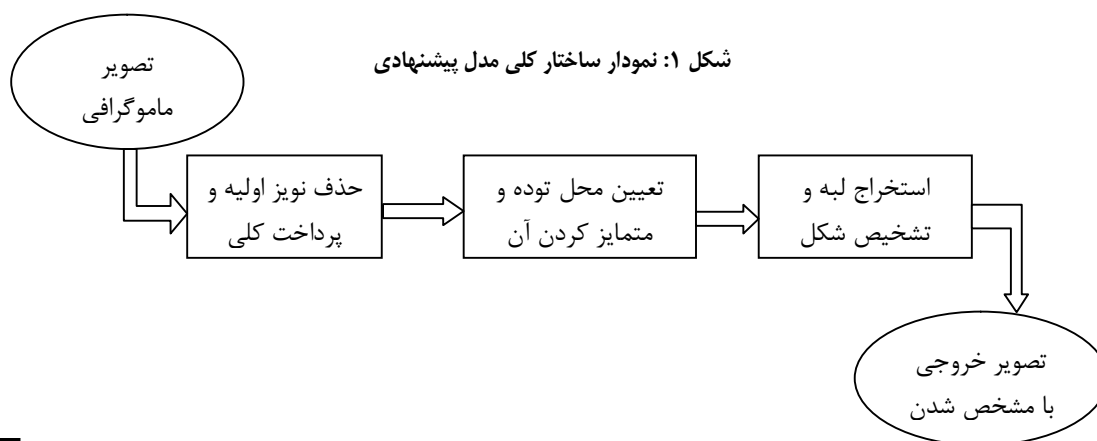 شکل ۱: نمودار ساختار کلی مدل پیشنهادی
تصویر
ماموگرافی
حذف نویز اولیه و
پرداخت کلی
تعیین محل توده و
متمایز کردن آن
استخراج لبه و
تشخیص شکل
تصویر خروجی
با مشخص شدن